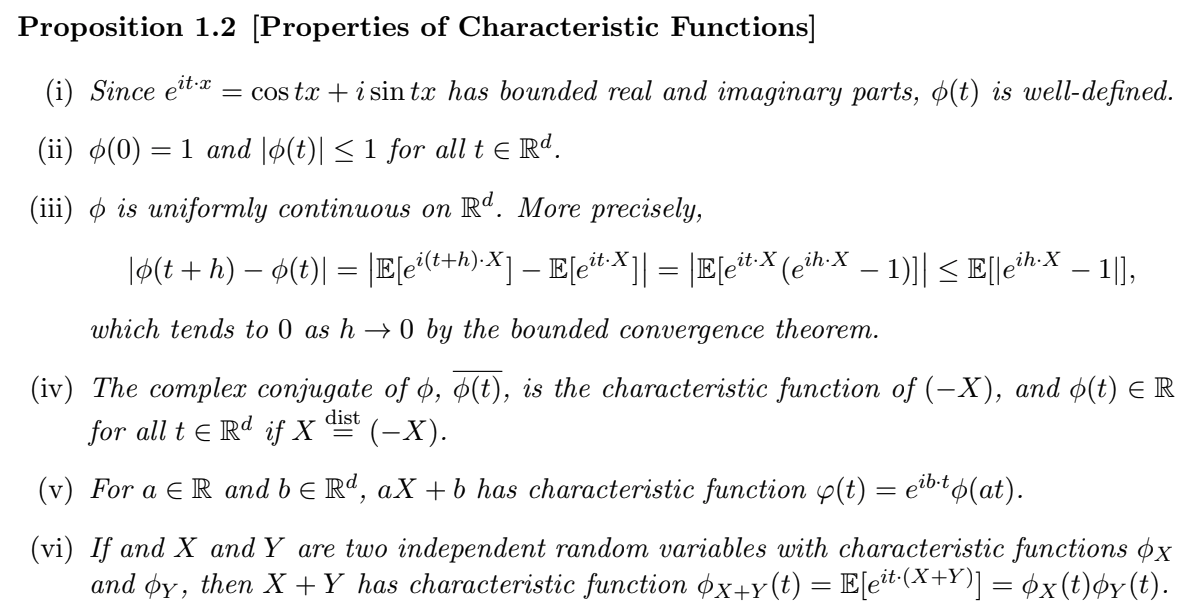 Proposition 1.2 [Properties of Characteristic Functions]
(i) Since $e^{it\cdot x} = \cos tx + i \sin tx$ has bounded real and imaginary parts, $\phi(t)$ is well-defined.
(ii) $\phi(0) = 1$ and $|\phi(t)| \leq 1$ for all $t \in \mathbb{R}^d$.
(iii) $\phi$ is uniformly continuous on $\mathbb{R}^d$. More precisely,
$|\phi(t+h) - \phi(t)| = \left|\mathbb{E}[e^{i(t+h)\cdot X}] - \mathbb{E}[e^{it\cdot X}]\right| = \left|\mathbb{E}[e^{it\cdot X}(e^{ih\cdot X} - 1)]\right| \leq \mathbb{E}[|e^{ih\cdot X} - 1|],$
which tends to 0 as $h \to 0$ by the bounded convergence theorem.
(iv) The complex conjugate of $\phi$, $\overline{\phi(t)}$, is the characteristic function of $(-X)$, and $\phi(t) \in \mathbb{R}$
for all $t \in \mathbb{R}^d$ if $X \overset{\text{dist}}{=} (-X)$.
(v) For $a \in \mathbb{R}$ and $b \in \mathbb{R}^d$, $aX + b$ has characteristic function $\varphi(t) = e^{ib\cdot t}\phi(at)$.
(vi) If and $X$ and $Y$ are two independent random variables with characteristic functions $\phi_X$
and $\phi_Y$, then $X + Y$ has characteristic function $\phi_{X+Y}(t) = \mathbb{E}[e^{it\cdot(X+Y)}] = \phi_X(t)\phi_Y(t)$.